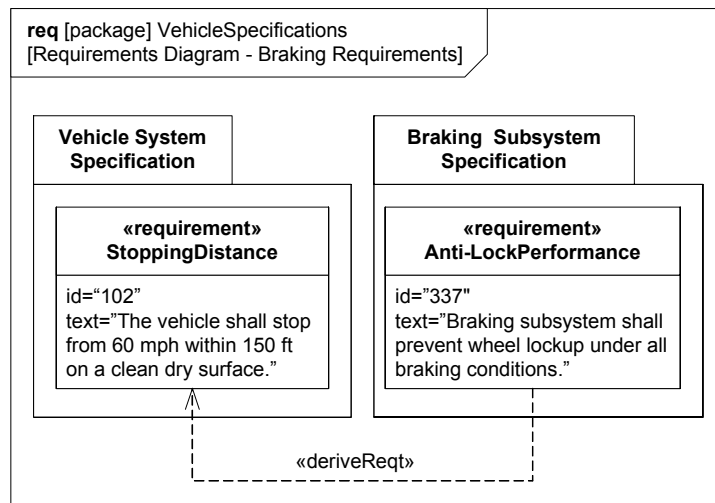 req [package] VehicleSpecifications
[Requirements Diagram - Braking Requirements]
Vehicle System
Specification
«requirement»
StoppingDistance
id=“102”
text=”The vehicle shall stop
from 60 mph within 150 ft
on a clean dry surface.”
Braking Subsystem
Specification
«requirement»
Anti-LockPerformance
id=”337"
text=”Braking subsystem shall
prevent wheel lockup under all
braking conditions.”
«deriveReqt»